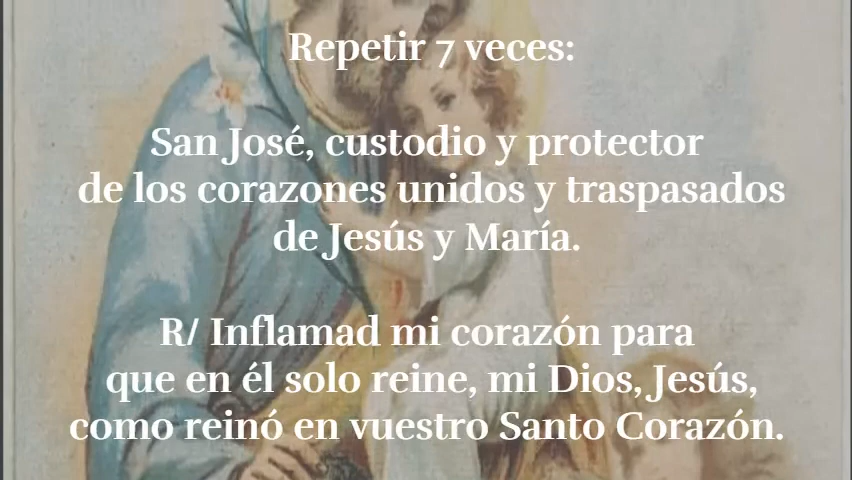 Repetir 7 veces:
San José, custodio y protector
de los corazones unidos y traspasados
de Jesús y María.
R/ Inflamad mi corazón para
que en él solo reine, mi Dios, Jesús,
como reinó en vuestro Santo Corazón.